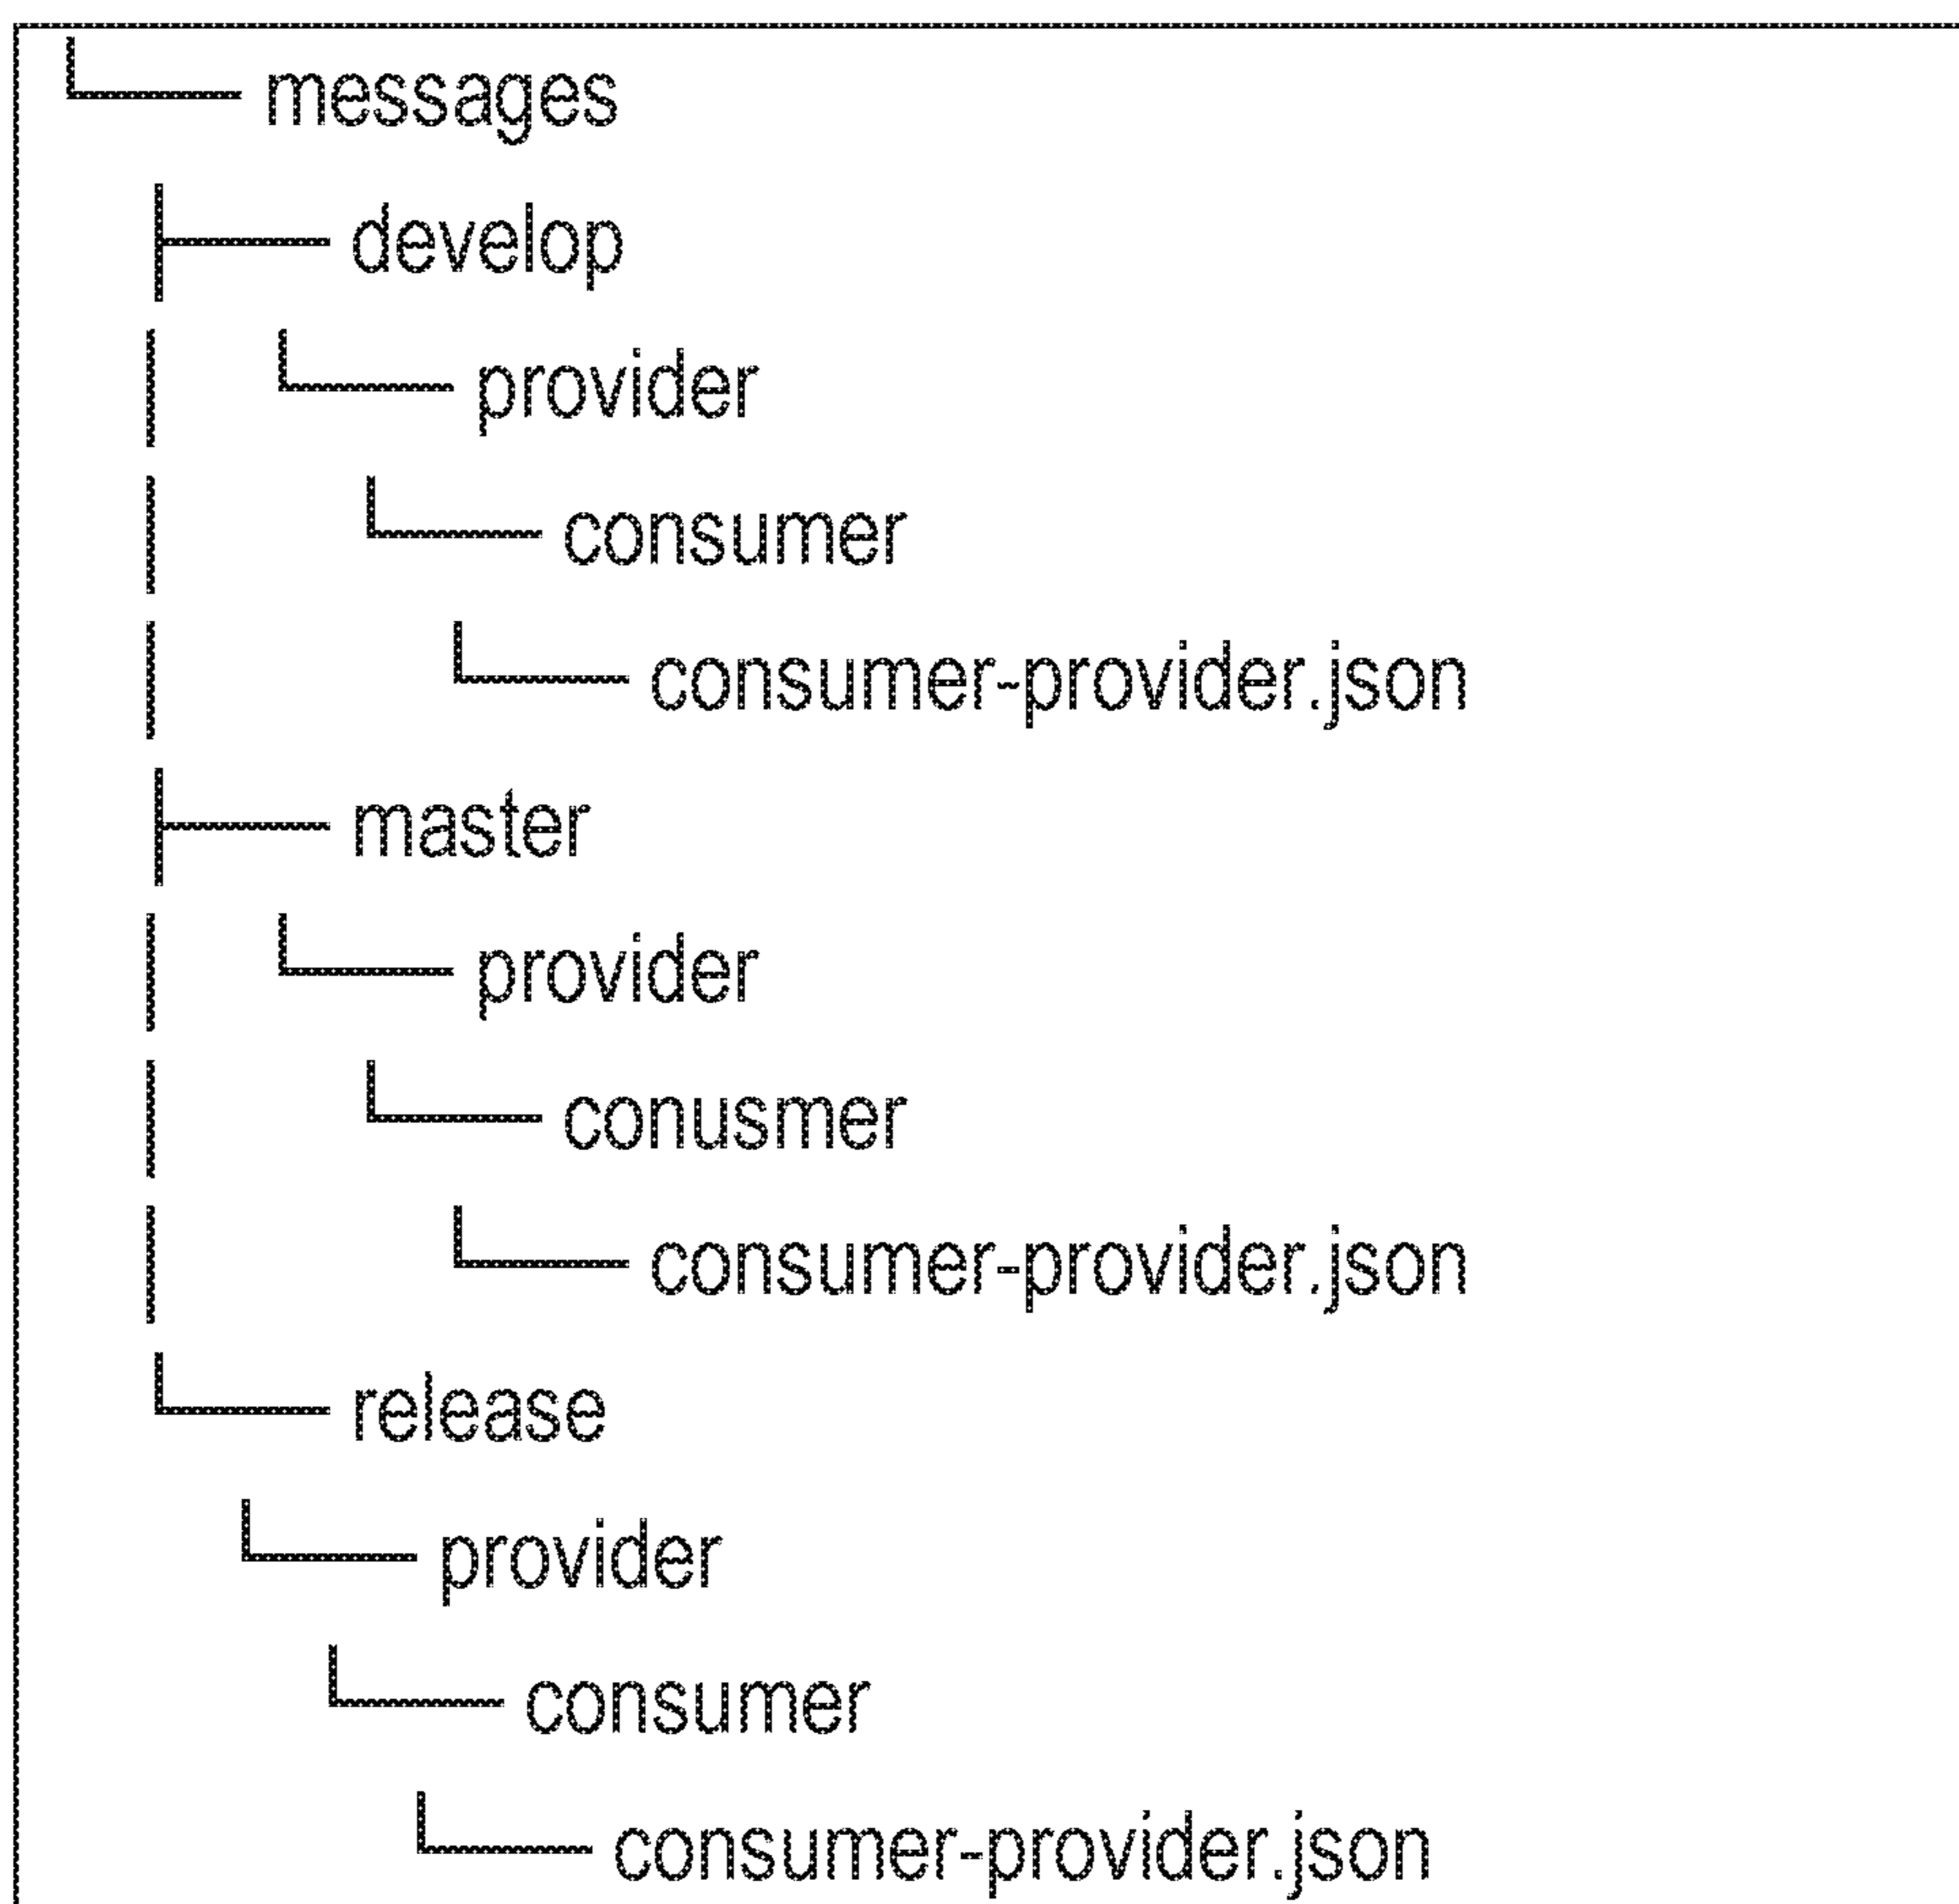 messages
develop
provider
consumer
consumer-provider.json
master
provider
conusmer
consumer-provider.json
release
provider
consumer
consumer-provider.json